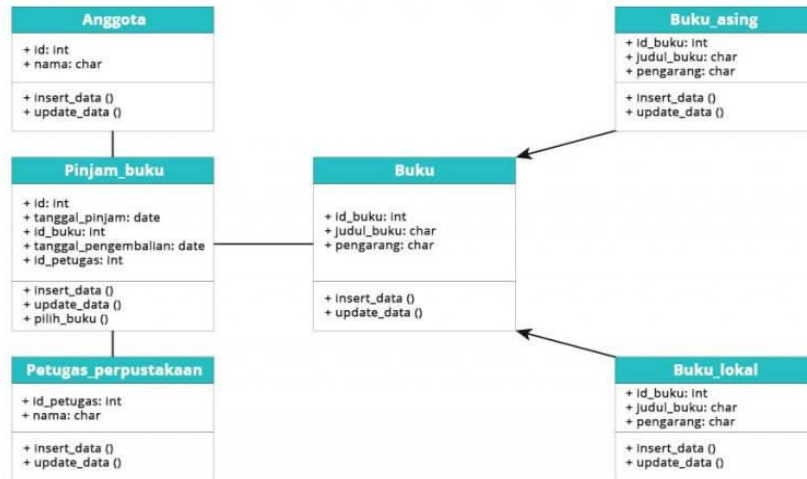 Anggota
+ id: int
+ nama: char
+ insert_data ()
+ update_data ()
Pinjam_buku
+ id: int
+ tanggal_pinjam: date
+ id_buku: int
+ tanggal_pengembalian: date
+ id_petugas: int
+ insert_data ()
+ update_data ()
+ pilih_buku ()
Petugas_perpustakaan
+ id_petugas: int
+ nama: char
+ insert_data ()
+ update_data ()
Buku
+ id_buku: int
+ judul_buku: char
+ pengarang: char
+ insert_data ()
+ update_data ()
Buku_asing
+ id_buku: int
+ judul_buku: char
+ pengarang: char
+ insert_data ()
+ update_data ()
Buku_lokal
+ id_buku: int
+ judul_buku: char
+ pengarang: char
+ insert_data ()
+ update_data ()